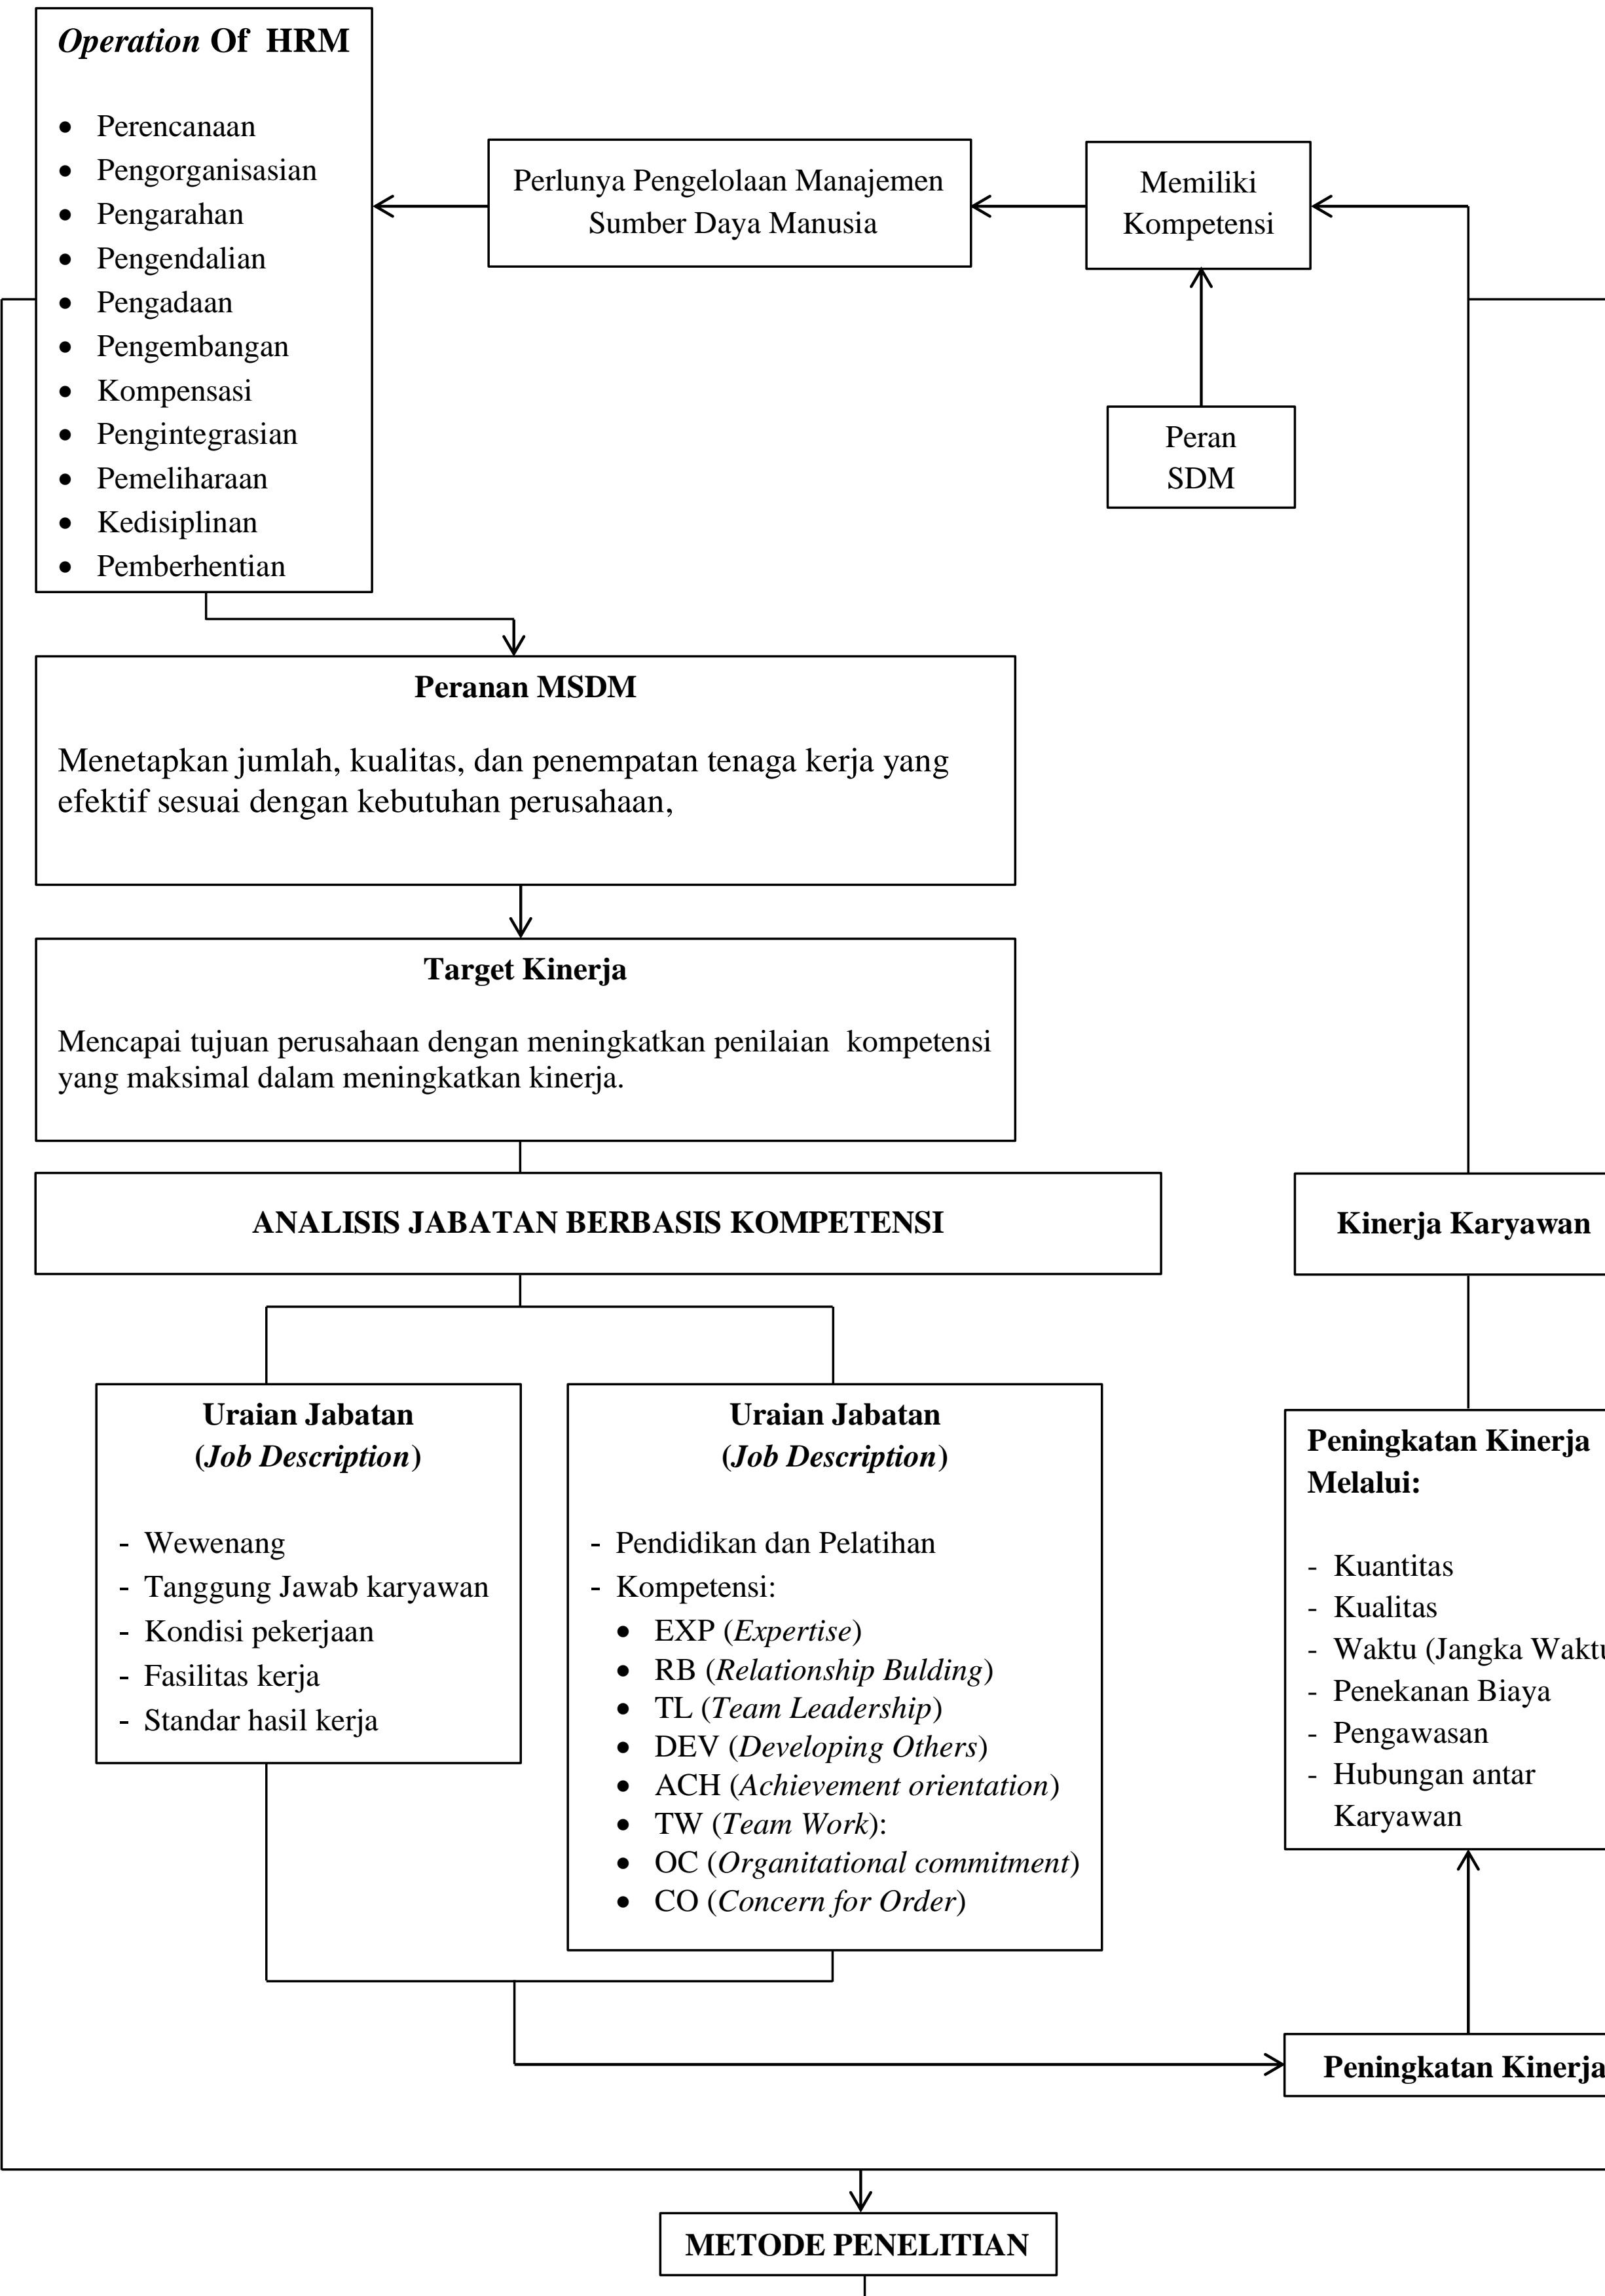 Operation Of HRM
• Perencanaan
• Pengorganisasian
• Pengarahan
• Pengendalian
• Pengadaan
• Pengembangan
• Kompensasi
• Pengintegrasian
• Pemeliharaan
• Kedisiplinan
• Pemberhentian
Perlunya Pengelolaan Manajemen
Sumber Daya Manusia
Memiliki
Kompetensi
Peran
SDM
Peranan MSDM
Menetapkan jumlah, kualitas, dan penempatan tenaga kerja yang
efektif sesuai dengan kebutuhan perusahaan,
Target Kinerja
Mencapai tujuan perusahaan dengan meningkatkan penilaian kompetensi
yang maksimal dalam meningkatkan kinerja.
ANALISIS JABATAN BERBASIS KOMPETENSI
Kinerja Karyawan
Uraian Jabatan
(Job Description)
- Wewenang
- Tanggung Jawab karyawan
- Kondisi pekerjaan
- Fasilitas kerja
- Standar hasil kerja
Uraian Jabatan
(Job Description)
- Pendidikan dan Pelatihan
- Kompetensi:
• EXP (Expertise)
• RB (Relationship Bulding)
• TL (Team Leadership)
• DEV (Developing Others)
• ACH (Achievement orientation)
• TW (Team Work):
• OC (Organitational commitment)
• CO (Concern for Order)
Peningkatan Kinerja
Melalui:
- Kuantitas
- Kualitas
- Waktu (Jangka Waktu
- Penekanan Biaya
- Pengawasan
- Hubungan antar
Karyawan
Peningkatan Kinerja
METODE PENELITIAN